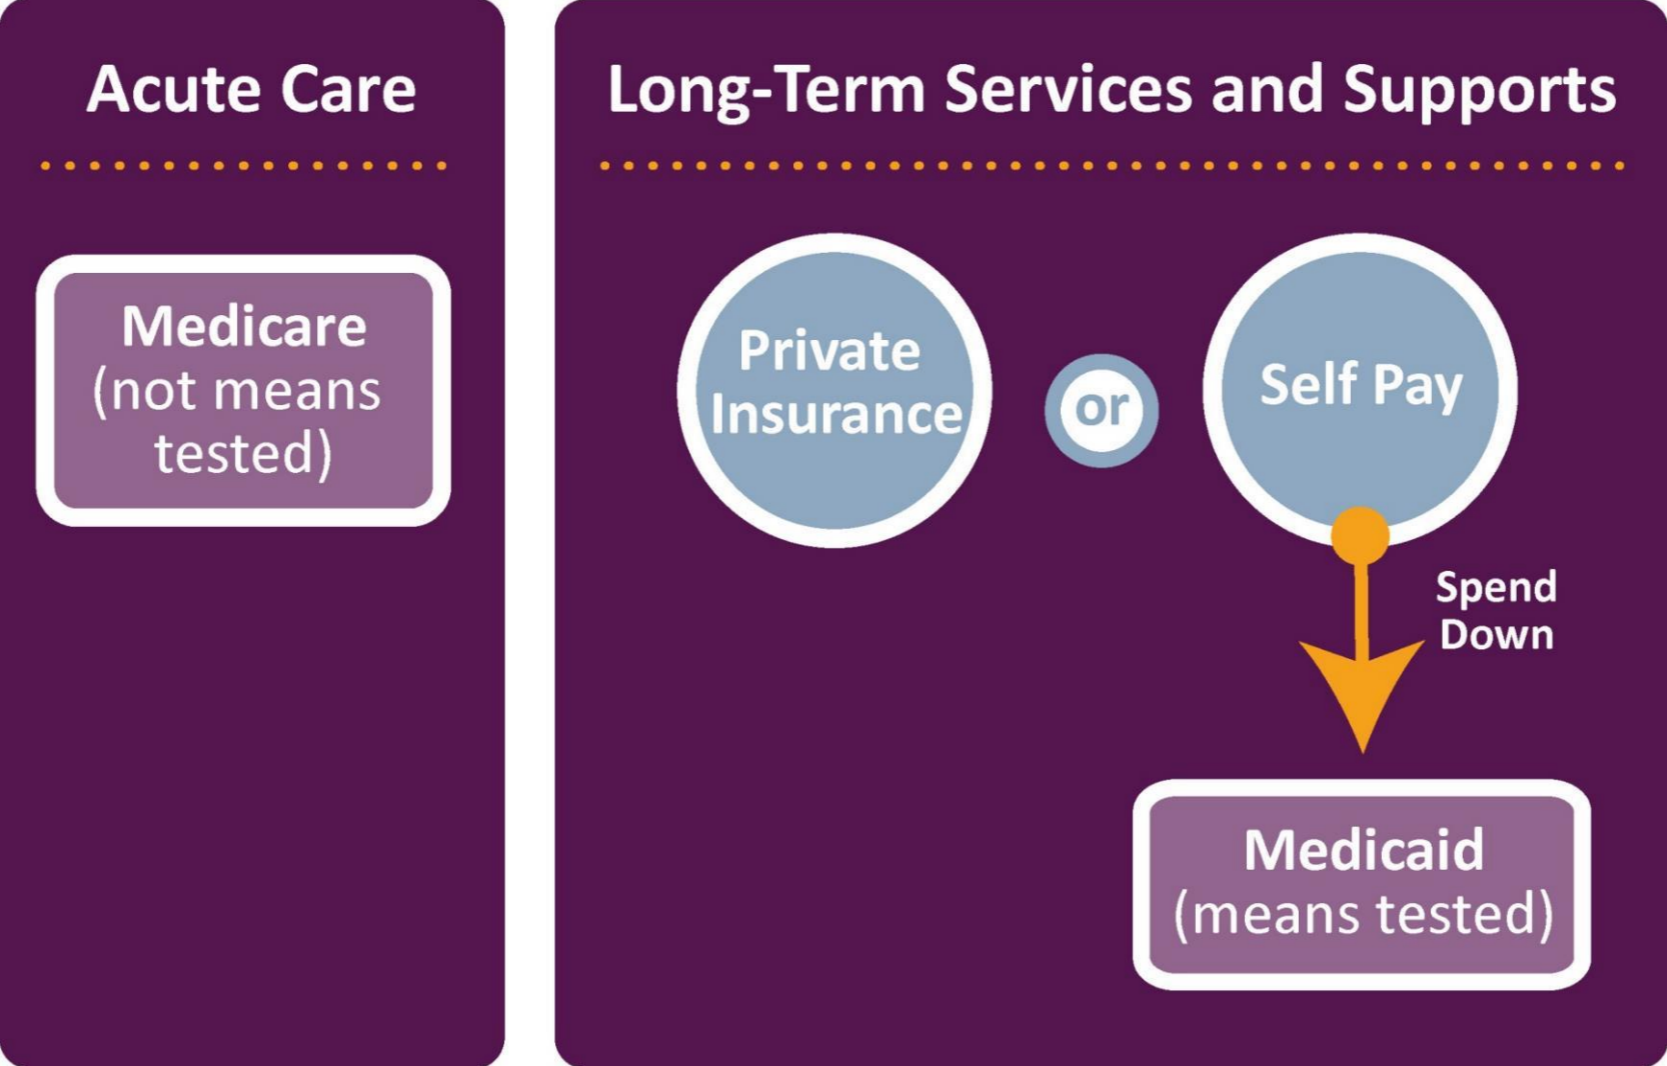 Acute Care
Medicare
(not means
tested)
Long-Term Services and Supports
Private
Insurance
or
Self Pay
Spend
Down
Medicaid
(means tested)